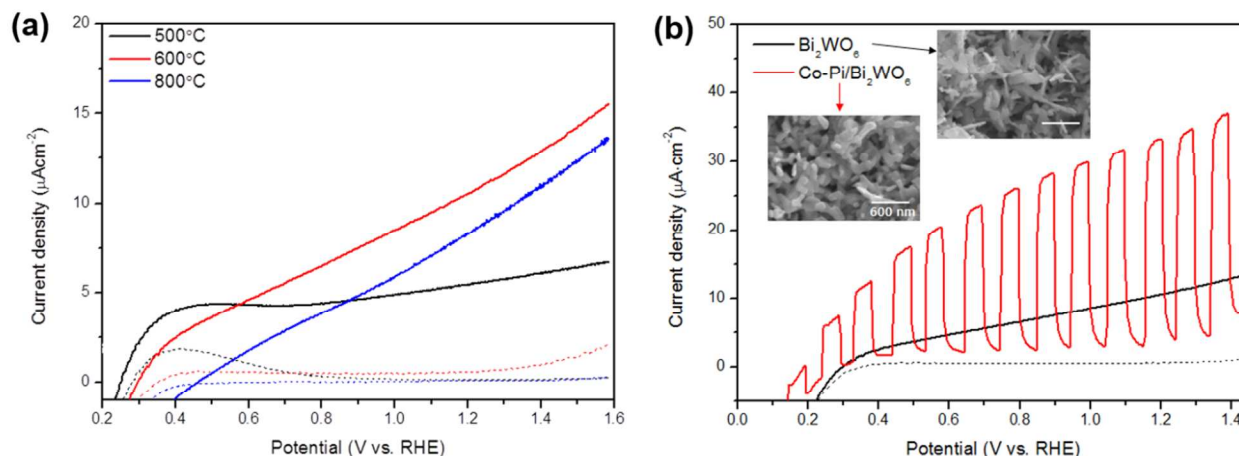 (a)
500°C
600°C
800°C
20
15
10
5
0
0.2 0.4 0.6 0.8 1.0 1.2 1.4 1.6
Current density (μAcm⁻²)
Potential (V vs. RHE)
(b)
Bi₂WO₆
Co-Pi/Bi₂WO₆
600 nm
50
40
30
20
10
0
0.0 0.2 0.4 0.6 0.8 1.0 1.2 1.4
Current density (μA·cm⁻²)
Potential (V vs. RHE)